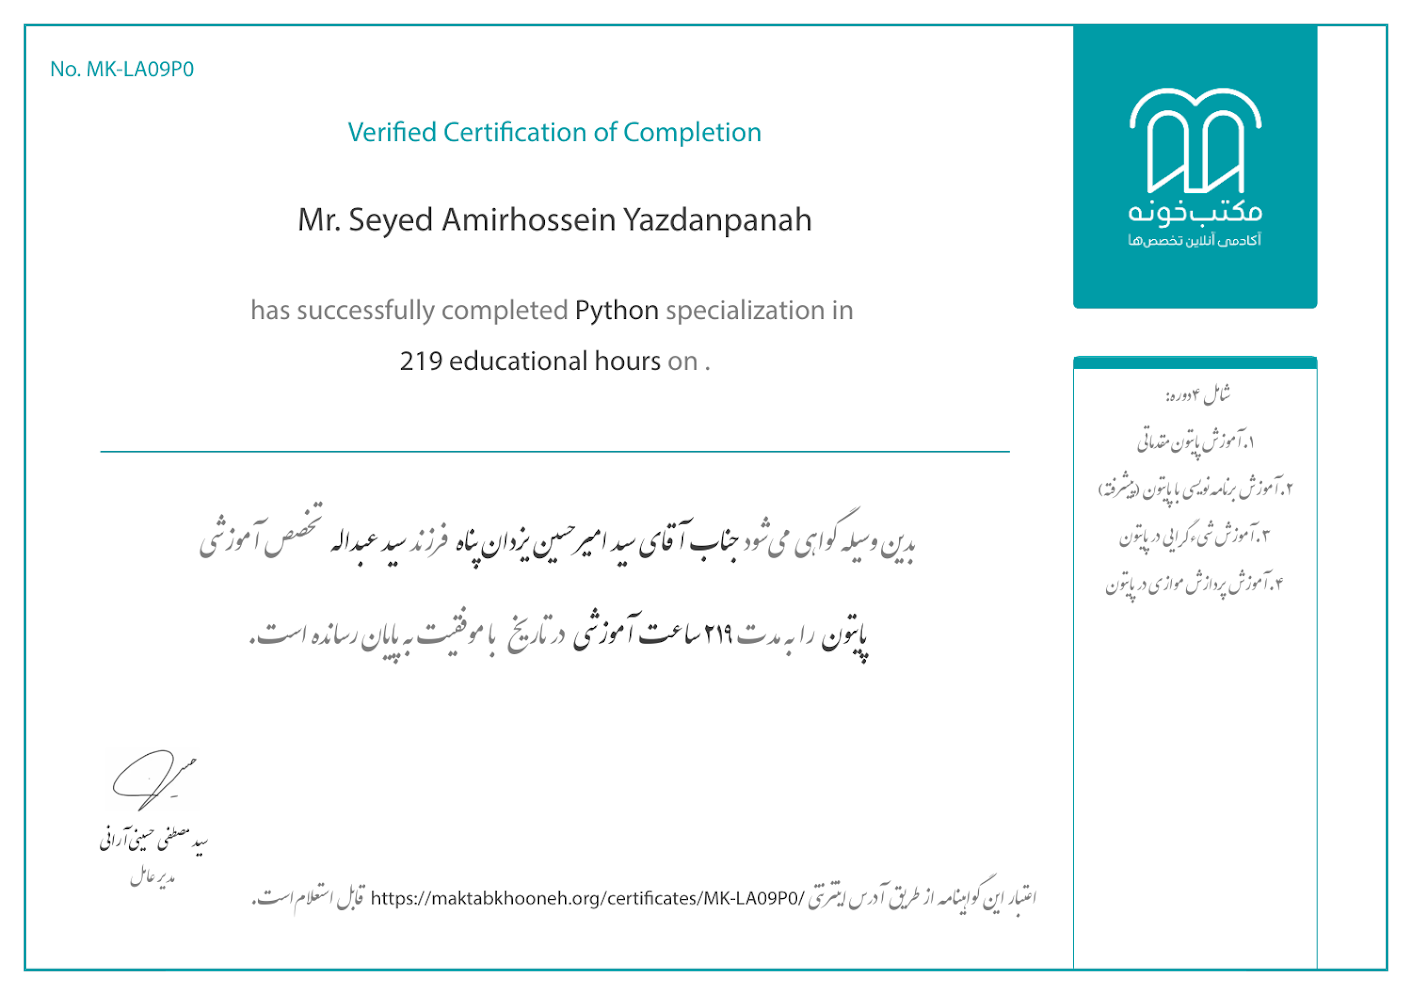 No. MK-LA09P0
Verified Certification of Completion
Mr. Seyed Amirhossein Yazdanpanah
has successfully completed Python specialization in
219 educational hours on .
بدین وسیله گواهی می‌شود جناب آقای سید امیرحسین یزدان پناه فرزند سید عبداله تخصص آموزشی
پایتون را به مدت ۲۱۹ ساعت آموزشی در تاریخ با موفقیت به پایان رسانده است.
سید مصطفی حسینی آرانی
مدیر عامل
اعتبار این گواهینامه از طریق آدرس اینترنتی https://maktabkhooneh.org/certificates/MK-LA09P0/ قابل استعلام است.
مکتب‌خونه
آکادمی آنلاین تخصص‌ها
شامل ۴دوره:
۱.آموزش پایتون مقدماتی
۲.آموزش برنامه نویسی با پایتون (پیشرفته)
۳.آموزش شیء گرایی در پایتون
۴.آموزش پردازش موازی در پایتون